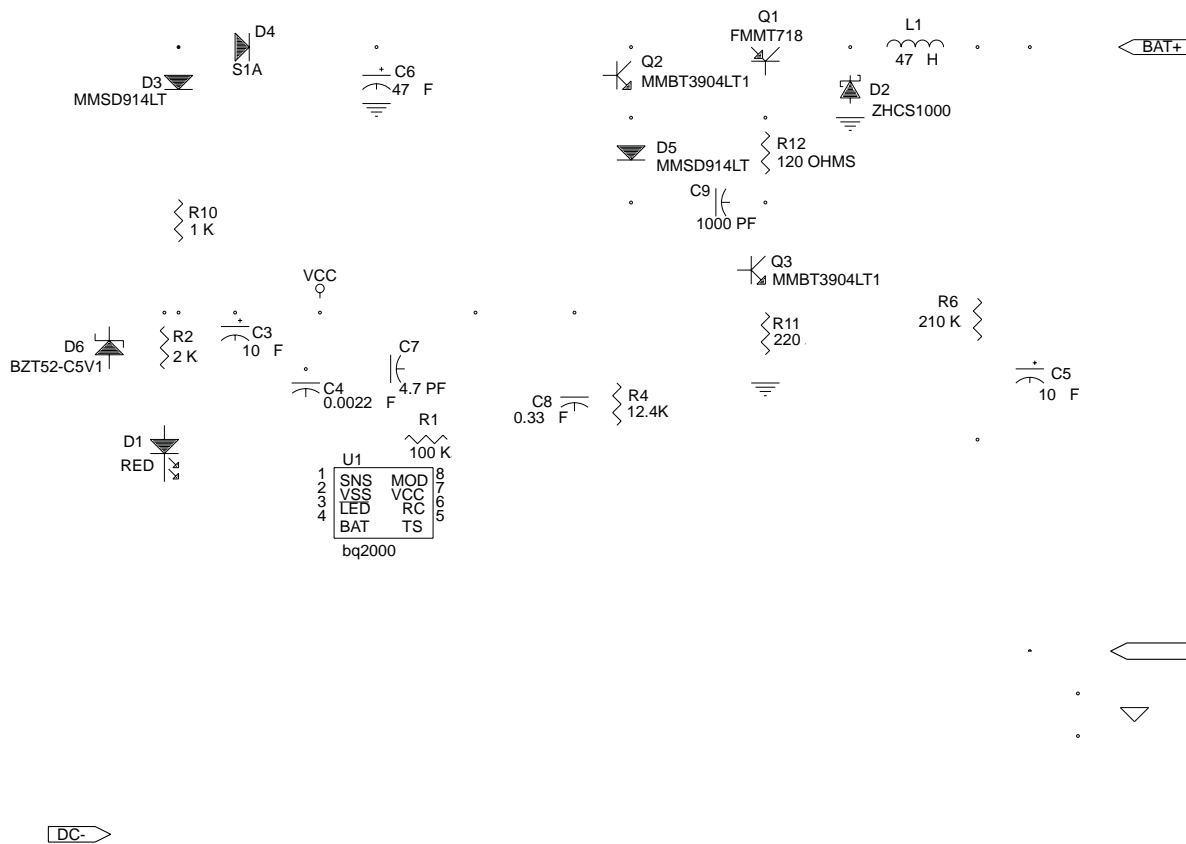 D4
S1A
D3
MMSD914LT
C6
47 F
Q1
FMMT718
Q2
MMBT3904LT1
L1
47 H
BAT+
D2
ZHCS1000
D5
MMSD914LT
R12
120 OHMS
C9
1000 PF
R10
1 K
Q3
MMBT3904LT1
VCC
R6
210 K
R11
220
D6
BZT52-C5V1
R2
2 K
C3
10 F
C7
4.7 PF
C4
0.0022 F
C8
0.33 F
R4
12.4K
C5
10 F
D1
RED
R1
100 K
U1
1 SNS MOD 8
2 VSS VCC 7
3 LED RC 6
4 BAT TS 5
bq2000
DC-